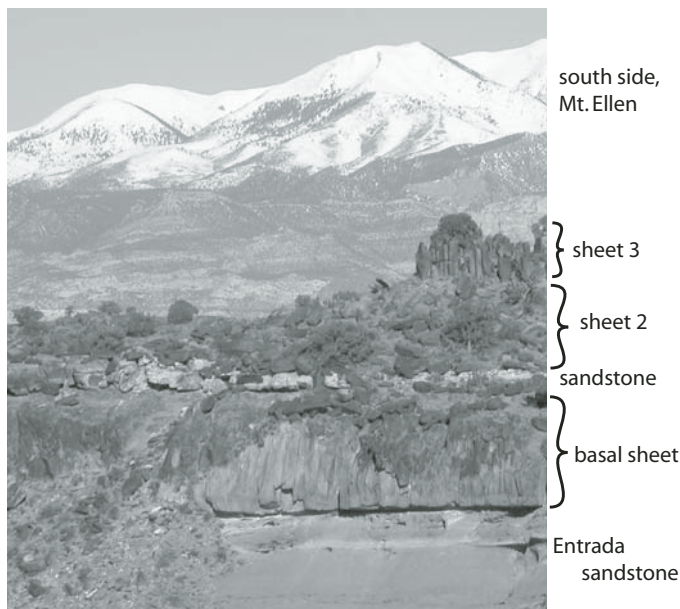 south side,
Mt. Ellen
sheet 3
sheet 2
sandstone
basal sheet
Entrada
sandstone